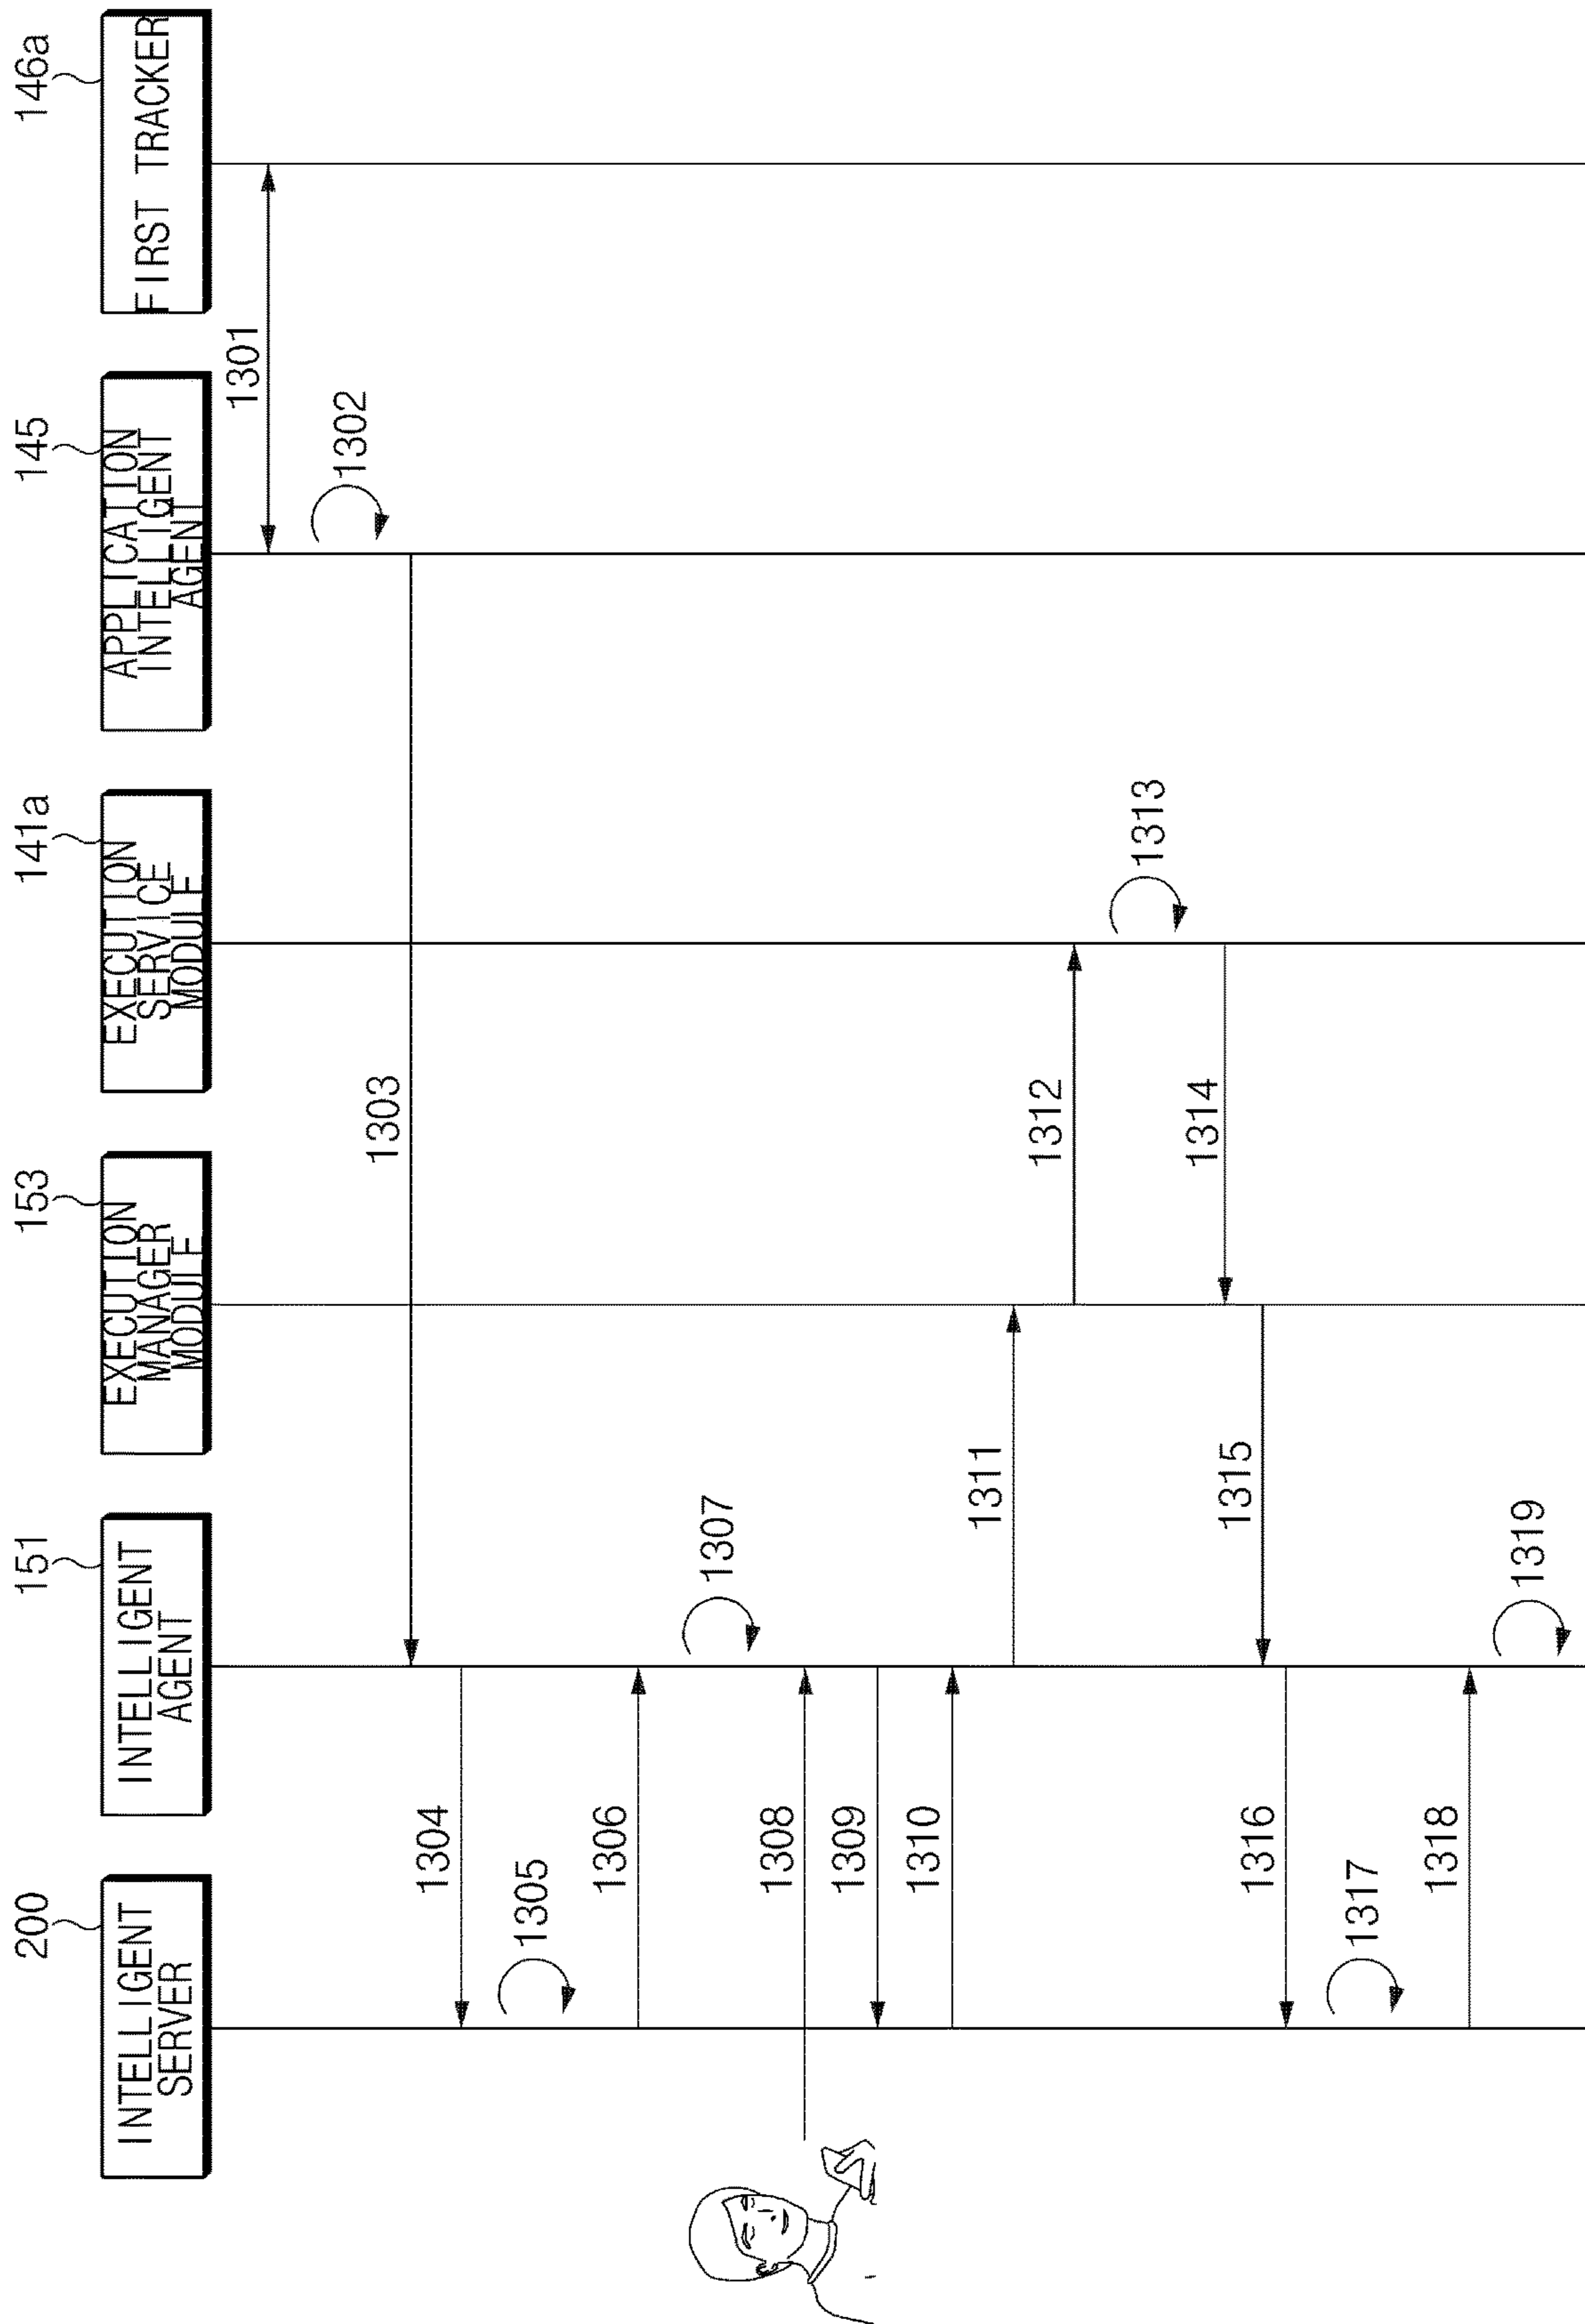 200
INTELLIGENT
SERVER
151
INTELLIGENT
AGENT
153
EXECUTION
MANAGER
MODULE
141a
EXECUTION
SERVICE
MODULE
145
APPLICATION
INTELLIGENT
AGENT
146a
FIRST TRACKER
1301
1302
1303
1304
1305
1306
1307
1308
1309
1310
1311
1312
1313
1314
1315
1316
1317
1318
1319